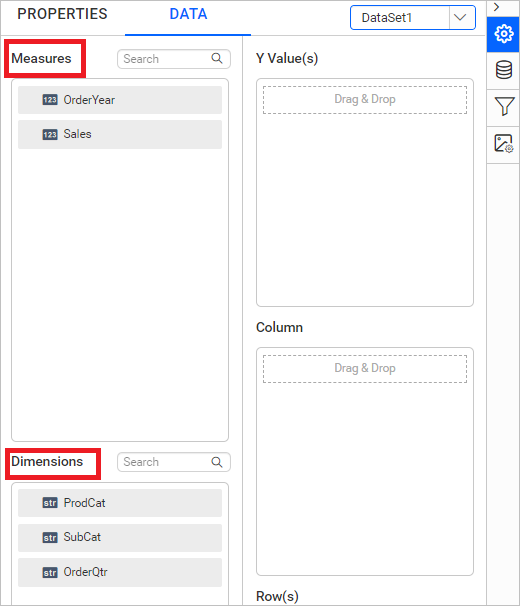 PROPERTIES
DATA
DataSet1
Measures
Search
123 OrderYear
123 Sales
Dimensions
Search
str ProdCat
str SubCat
str OrderQtr
Y Value(s)
Drag & Drop
Column
Drag & Drop
Row(s)